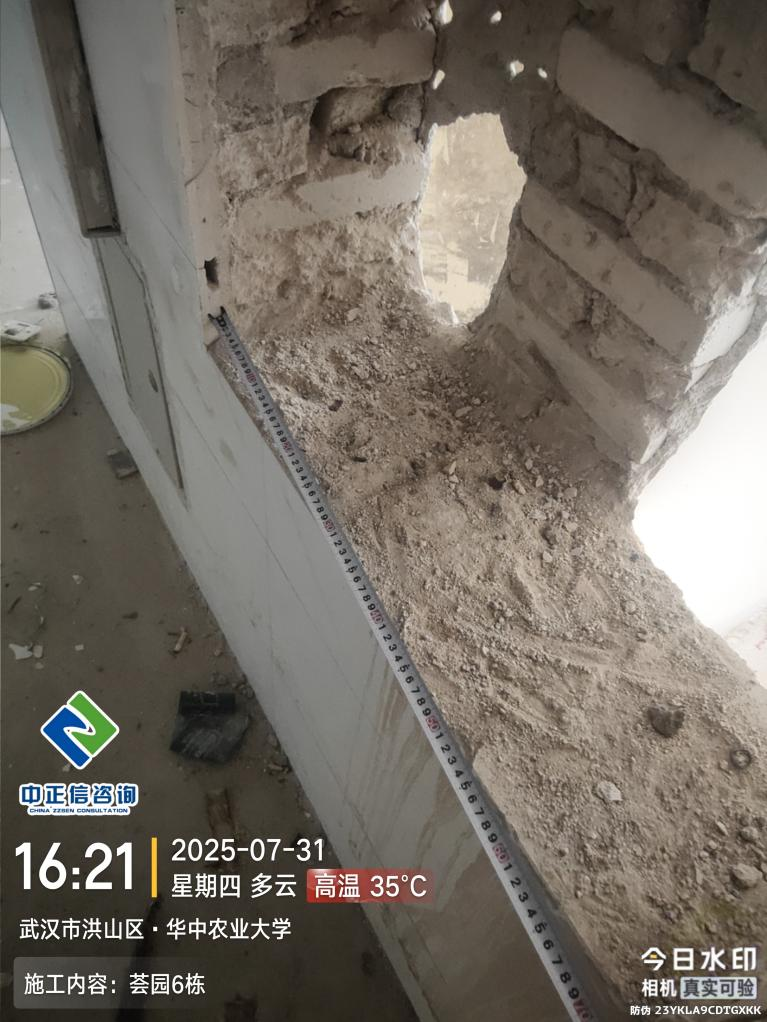 中正信咨询
CHINA ZZSEN CONSULTATION
16:21
2025-07-31
星期四 多云 高温 35°C
武汉市洪山区·华中农业大学
施工内容：荟园6栋
今日水印
相机 真实可验
防伪 23YKLA9CDTGXKK